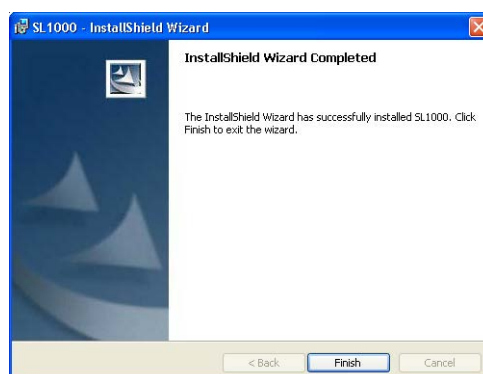 SL1000 - InstallShield Wizard
InstallShield Wizard Completed
The InstallShield Wizard has successfully installed SL1000. Click
Finish to exit the wizard.
< Back
Finish
Cancel